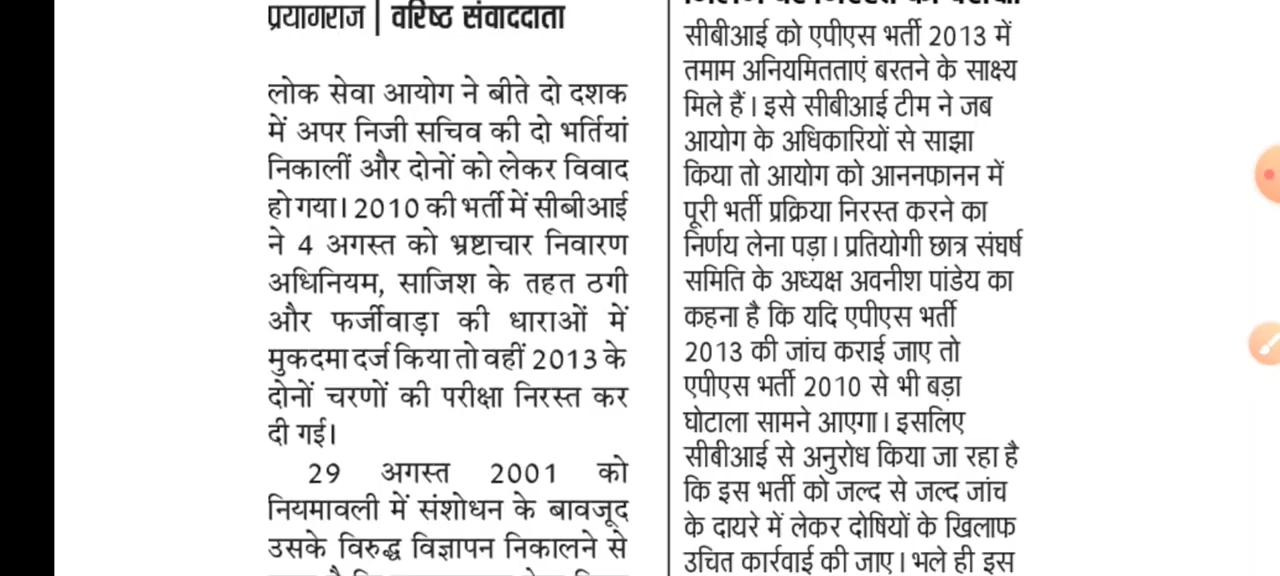 प्रयागराज | वरिष्ठ संवाददाता
लोक सेवा आयोग ने बीते दो दशक
में अपर निजी सचिव की दो भर्तियां
निकालीं और दोनों को लेकर विवाद
हो गया। 2010 की भर्ती में सीबीआई
ने 4 अगस्त को भ्रष्टाचार निवारण
अधिनियम, साजिश के तहत ठगी
और फर्जीवाड़ा की धाराओं में
मुकदमा दर्ज किया तो वहीं 2013 के
दोनों चरणों की परीक्षा निरस्त कर
दी गई।
29 अगस्त 2001 को
नियमावली में संशोधन के बावजूद
उसके विरुद्ध विज्ञापन निकालने से
सीबीआई को एपीएस भर्ती 2013 में
तमाम अनियमितताएं बरतने के साक्ष्य
मिले हैं। इसे सीबीआई टीम ने जब
आयोग के अधिकारियों से साझा
किया तो आयोग को आननफानन में
पूरी भर्ती प्रक्रिया निरस्त करने का
निर्णय लेना पड़ा। प्रतियोगी छात्र संघर्ष
समिति के अध्यक्ष अवनीश पांडेय का
कहना है कि यदि एपीएस भर्ती
2013 की जांच कराई जाए तो
एपीएस भर्ती 2010 से भी बड़ा
घोटाला सामने आएगा। इसलिए
सीबीआई से अनुरोध किया जा रहा है
कि इस भर्ती को जल्द से जल्द जांच
के दायरे में लेकर दोषियों के खिलाफ
उचित कार्रवाई की जाए। भले ही इस